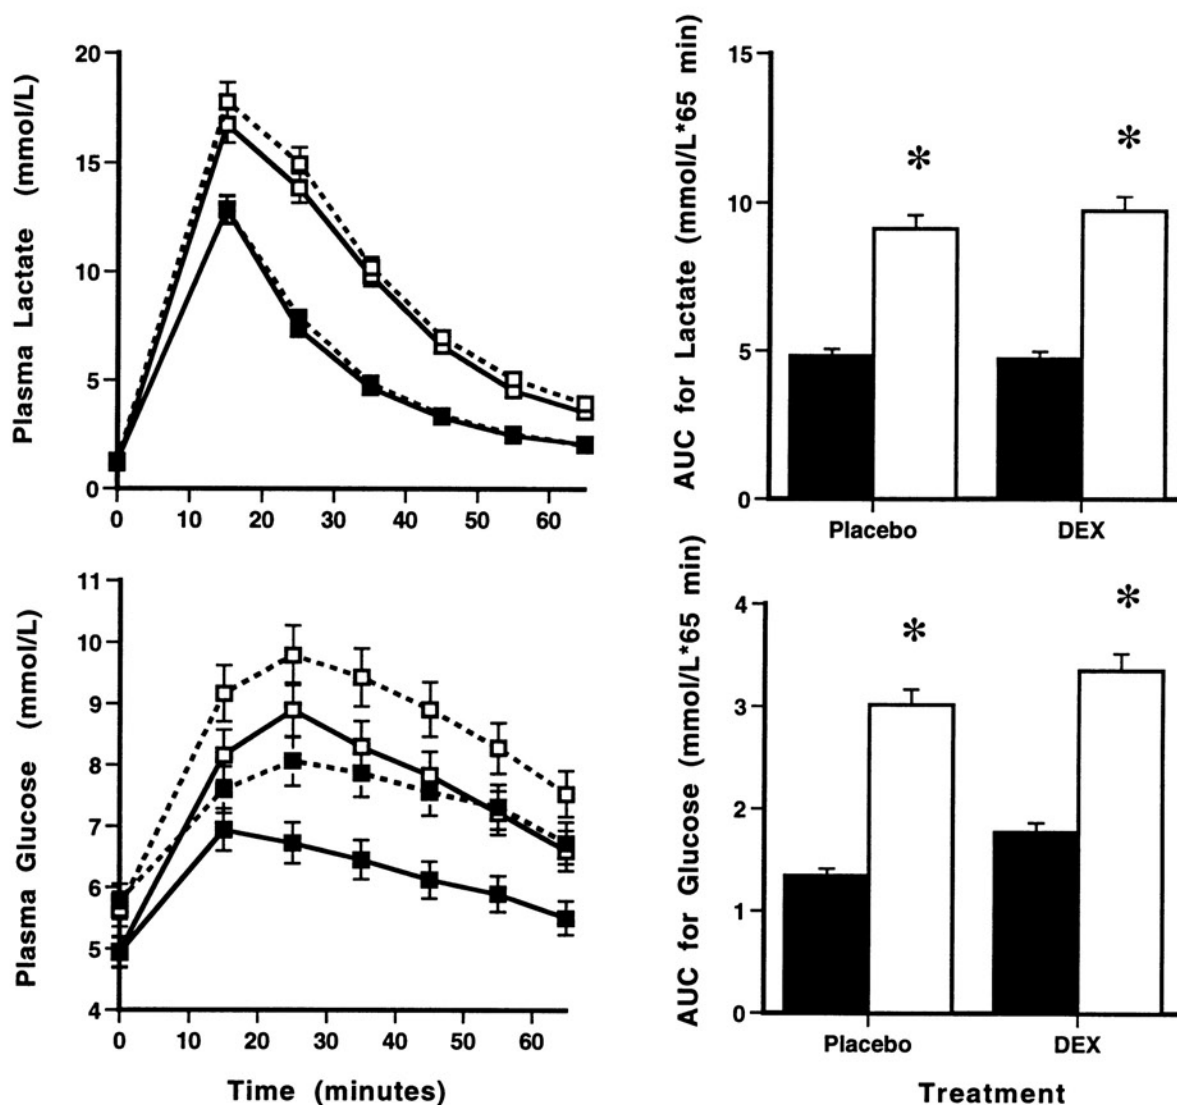 Plasma Lactate (mmol/L)
20
15
10
5
0
0 10 20 30 40 50 60
AUC for Lactate (mmol/L*65 min)
15
10
5
0
*
*
Placebo DEX
Plasma Glucose (mmol/L)
11
10
9
8
7
6
5
4
0 10 20 30 40 50 60
Time (minutes)
AUC for Glucose (mmol/L*65 min)
4
3
2
1
0
*
*
Placebo DEX
Treatment